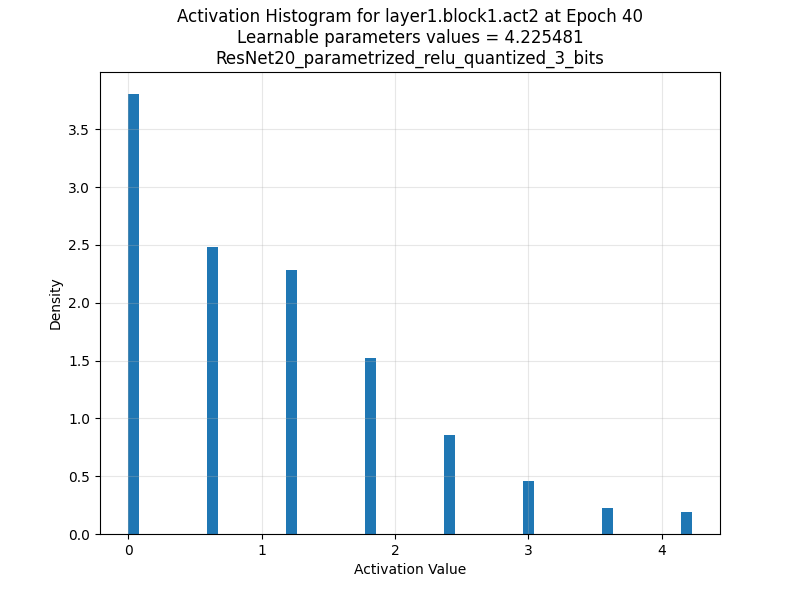 Activation Histogram for layer1.block1.act2 at Epoch 40
Learnable parameters values = 4.225481
ResNet20_parametrized_relu_quantized_3_bits
3.5
3.0
2.5
2.0
1.5
1.0
0.5
0.0
Density
0 1 2 3 4
Activation Value